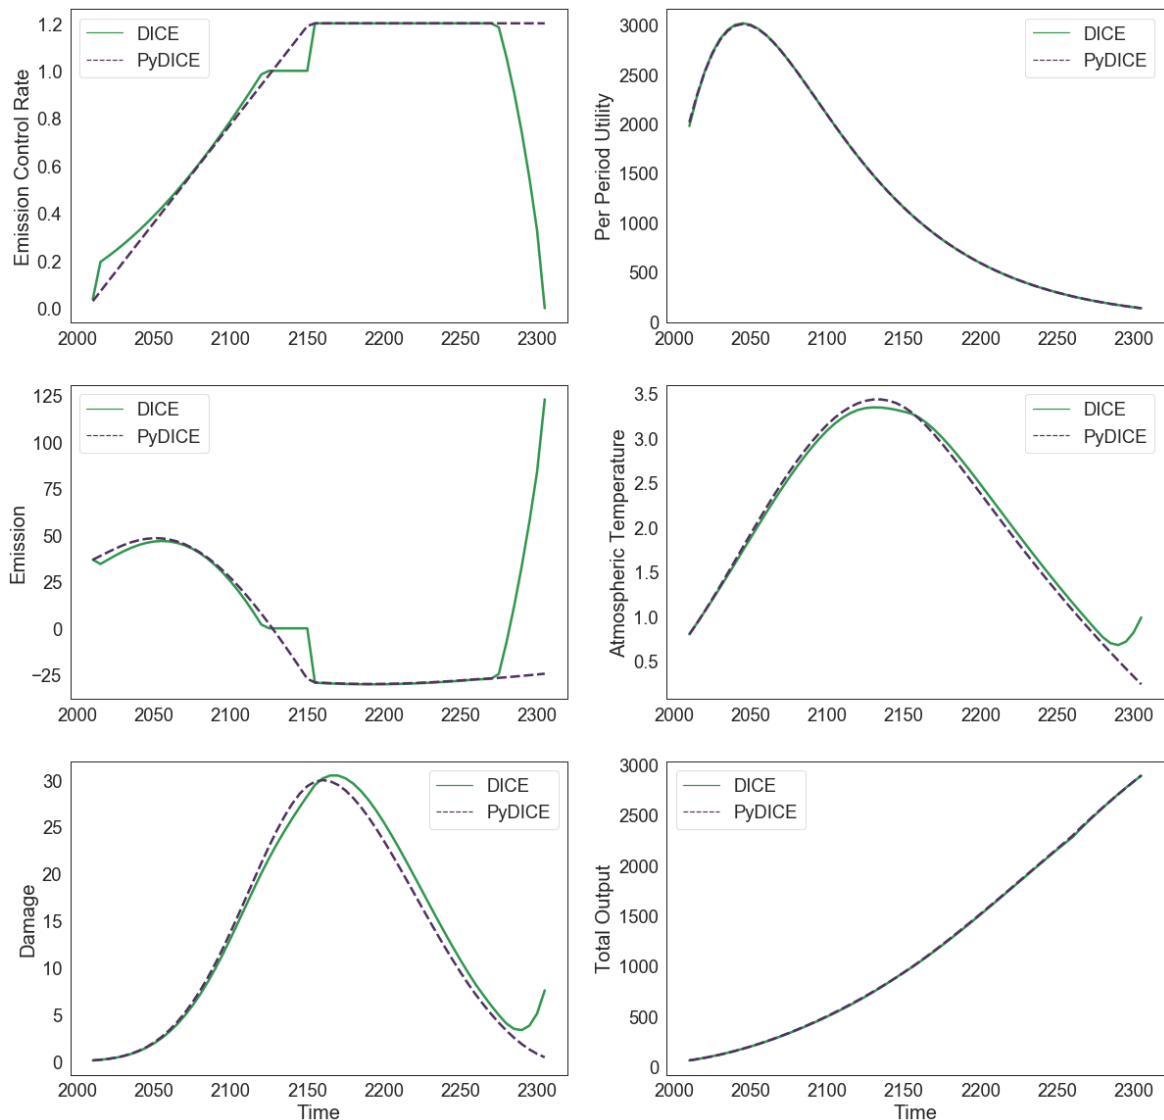 Emission Control Rate
1.2
1.0
0.8
0.6
0.4
0.2
0.0
DICE
PyDICE
2000 2050 2100 2150 2200 2250 2300
Per Period Utility
3000
2500
2000
1500
1000
500
0
DICE
PyDICE
2000 2050 2100 2150 2200 2250 2300
Emission
125
100
75
50
25
0
−25
DICE
PyDICE
2000 2050 2100 2150 2200 2250 2300
Atmospheric Temperature
3.5
3.0
2.5
2.0
1.5
1.0
0.5
DICE
PyDICE
2000 2050 2100 2150 2200 2250 2300
Damage
30
25
20
15
10
5
0
DICE
PyDICE
2000 2050 2100 2150 2200 2250 2300
Time
Total Output
3000
2500
2000
1500
1000
500
0
DICE
PyDICE
2000 2050 2100 2150 2200 2250 2300
Time